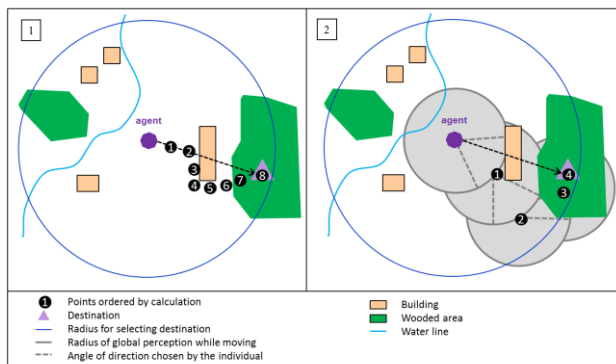 1
2
agent
agent
1
2
3
4
5
6
7
8
1
2
3
4
1 Points ordered by calculation
Destination
Radius for selecting destination
Radius of global perception while moving
Angle of direction chosen by the individual
Building
Wooded area
Water line